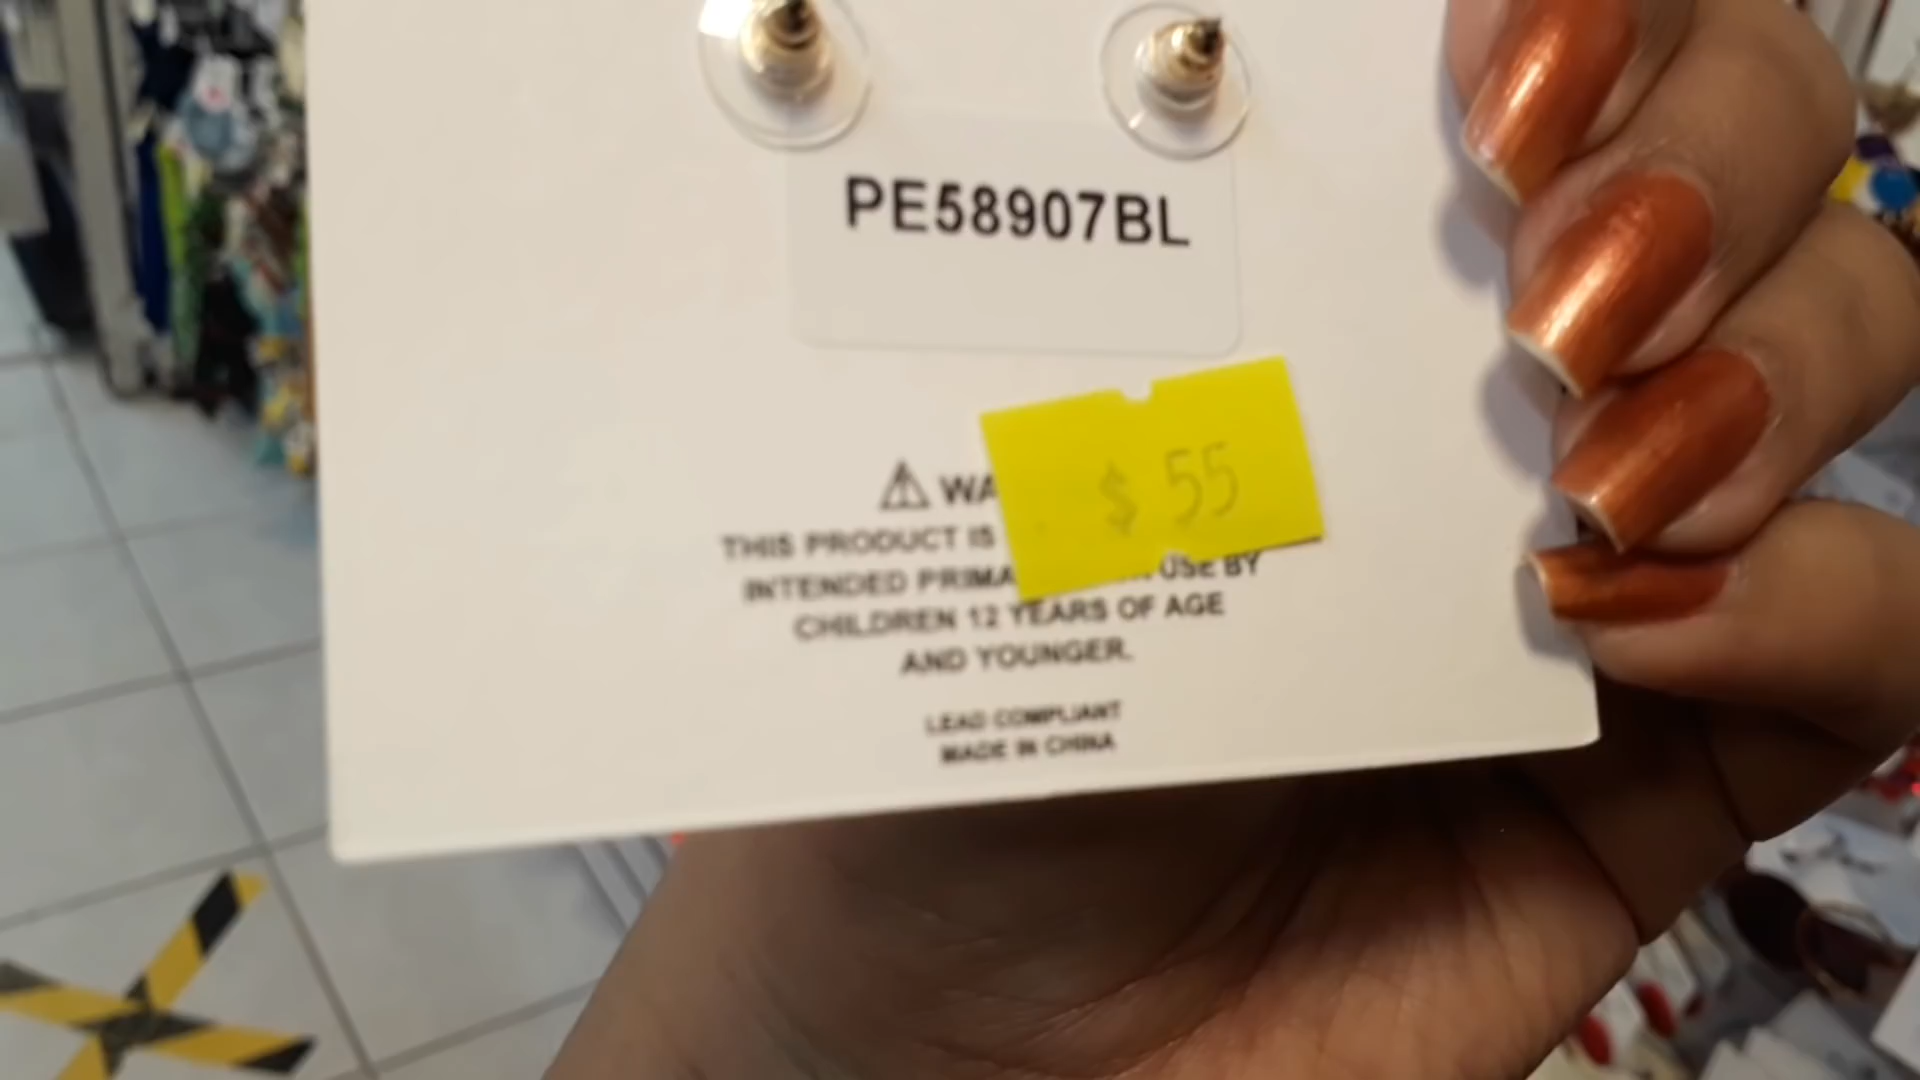 PE58907BL
$ 55
⚠ WA
THIS PRODUCT IS
INTENDED PRIMA USE BY
CHILDREN 12 YEARS OF AGE
AND YOUNGER.
LEAD COMPLIANT
MADE IN CHINA